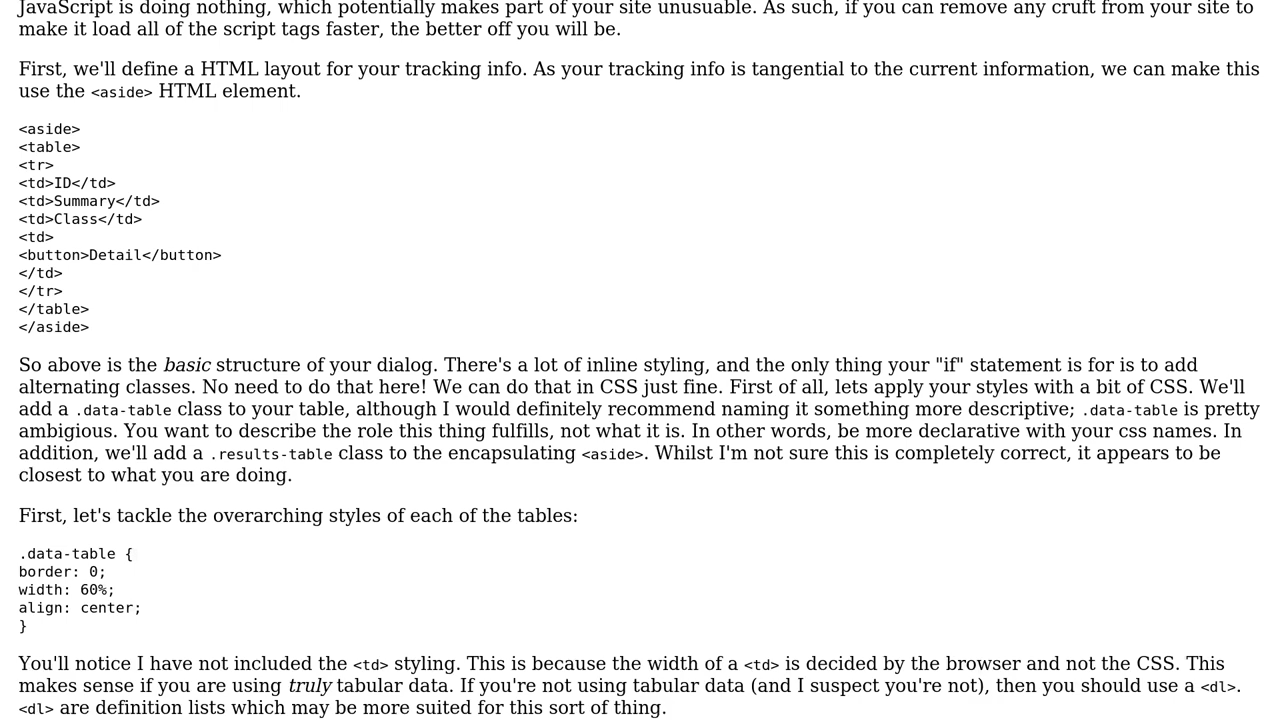 JavaScript is doing nothing, which potentially makes part of your site unusuable. As such, if you can remove any cruft from your site to
make it load all of the script tags faster, the better off you will be.
First, we'll define a HTML layout for your tracking info. As your tracking info is tangential to the current information, we can make this
use the <aside> HTML element.
<aside>
<table>
<tr>
<td>ID</td>
<td>Summary</td>
<td>Class</td>
<td>
<button>Detail</button>
</td>
</tr>
</table>
</aside>
So above is the basic structure of your dialog. There's a lot of inline styling, and the only thing your "if" statement is for is to add
alternating classes. No need to do that here! We can do that in CSS just fine. First of all, lets apply your styles with a bit of CSS. We'll
add a .data-table class to your table, although I would definitely recommend naming it something more descriptive; .data-table is pretty
ambigious. You want to describe the role this thing fulfills, not what it is. In other words, be more declarative with your css names. In
addition, we'll add a .results-table class to the encapsulating <aside>. Whilst I'm not sure this is completely correct, it appears to be
closest to what you are doing.
First, let's tackle the overarching styles of each of the tables:
.data-table {
border: 0;
width: 60%;
align: center;
}
You'll notice I have not included the <td> styling. This is because the width of a <td> is decided by the browser and not the CSS. This
makes sense if you are using truly tabular data. If you're not using tabular data (and I suspect you're not), then you should use a <dl>.
<dl> are definition lists which may be more suited for this sort of thing.